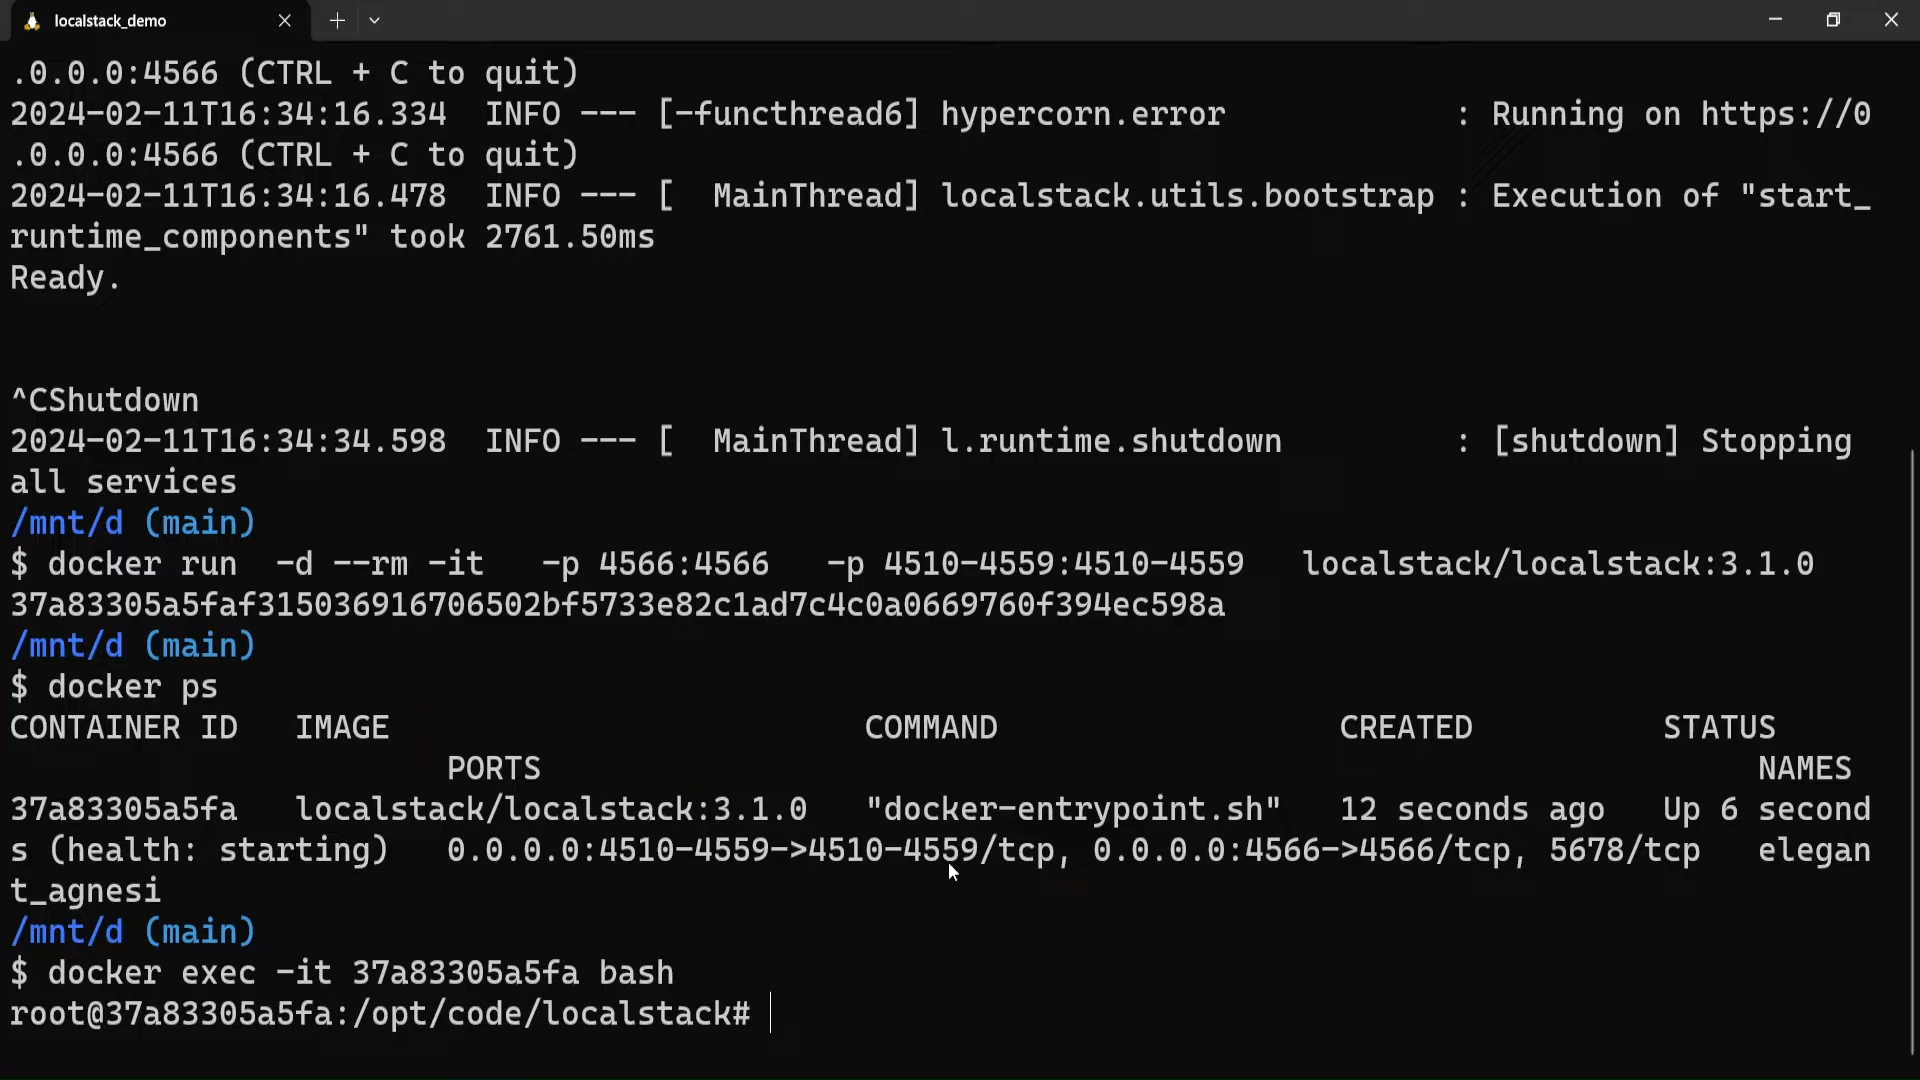 localstack_demo
.0.0.0:4566 (CTRL + C to quit)
2024-02-11T16:34:16.334  INFO --- [-functhread6] hypercorn.error            : Running on https://0
.0.0.0:4566 (CTRL + C to quit)
2024-02-11T16:34:16.478  INFO --- [  MainThread] localstack.utils.bootstrap : Execution of "start_
runtime_components" took 2761.50ms
Ready.
^CShutdown
2024-02-11T16:34:34.598  INFO --- [  MainThread] l.runtime.shutdown         : [shutdown] Stopping
all services
/mnt/d (main)
$ docker run  -d --rm -it   -p 4566:4566   -p 4510-4559:4510-4559   localstack/localstack:3.1.0
37a83305a5faf315036916706502bf5733e82c1ad7c4c0a0669760f394ec598a
/mnt/d (main)
$ docker ps
CONTAINER ID   IMAGE                         COMMAND                  CREATED          STATUS
                       PORTS                                                                NAMES
37a83305a5fa   localstack/localstack:3.1.0   "docker-entrypoint.sh"   12 seconds ago   Up 6 second
s (health: starting)   0.0.0.0:4510-4559->4510-4559/tcp, 0.0.0.0:4566->4566/tcp, 5678/tcp   elegan
t_agnesi
/mnt/d (main)
$ docker exec -it 37a83305a5fa bash
root@37a83305a5fa:/opt/code/localstack#